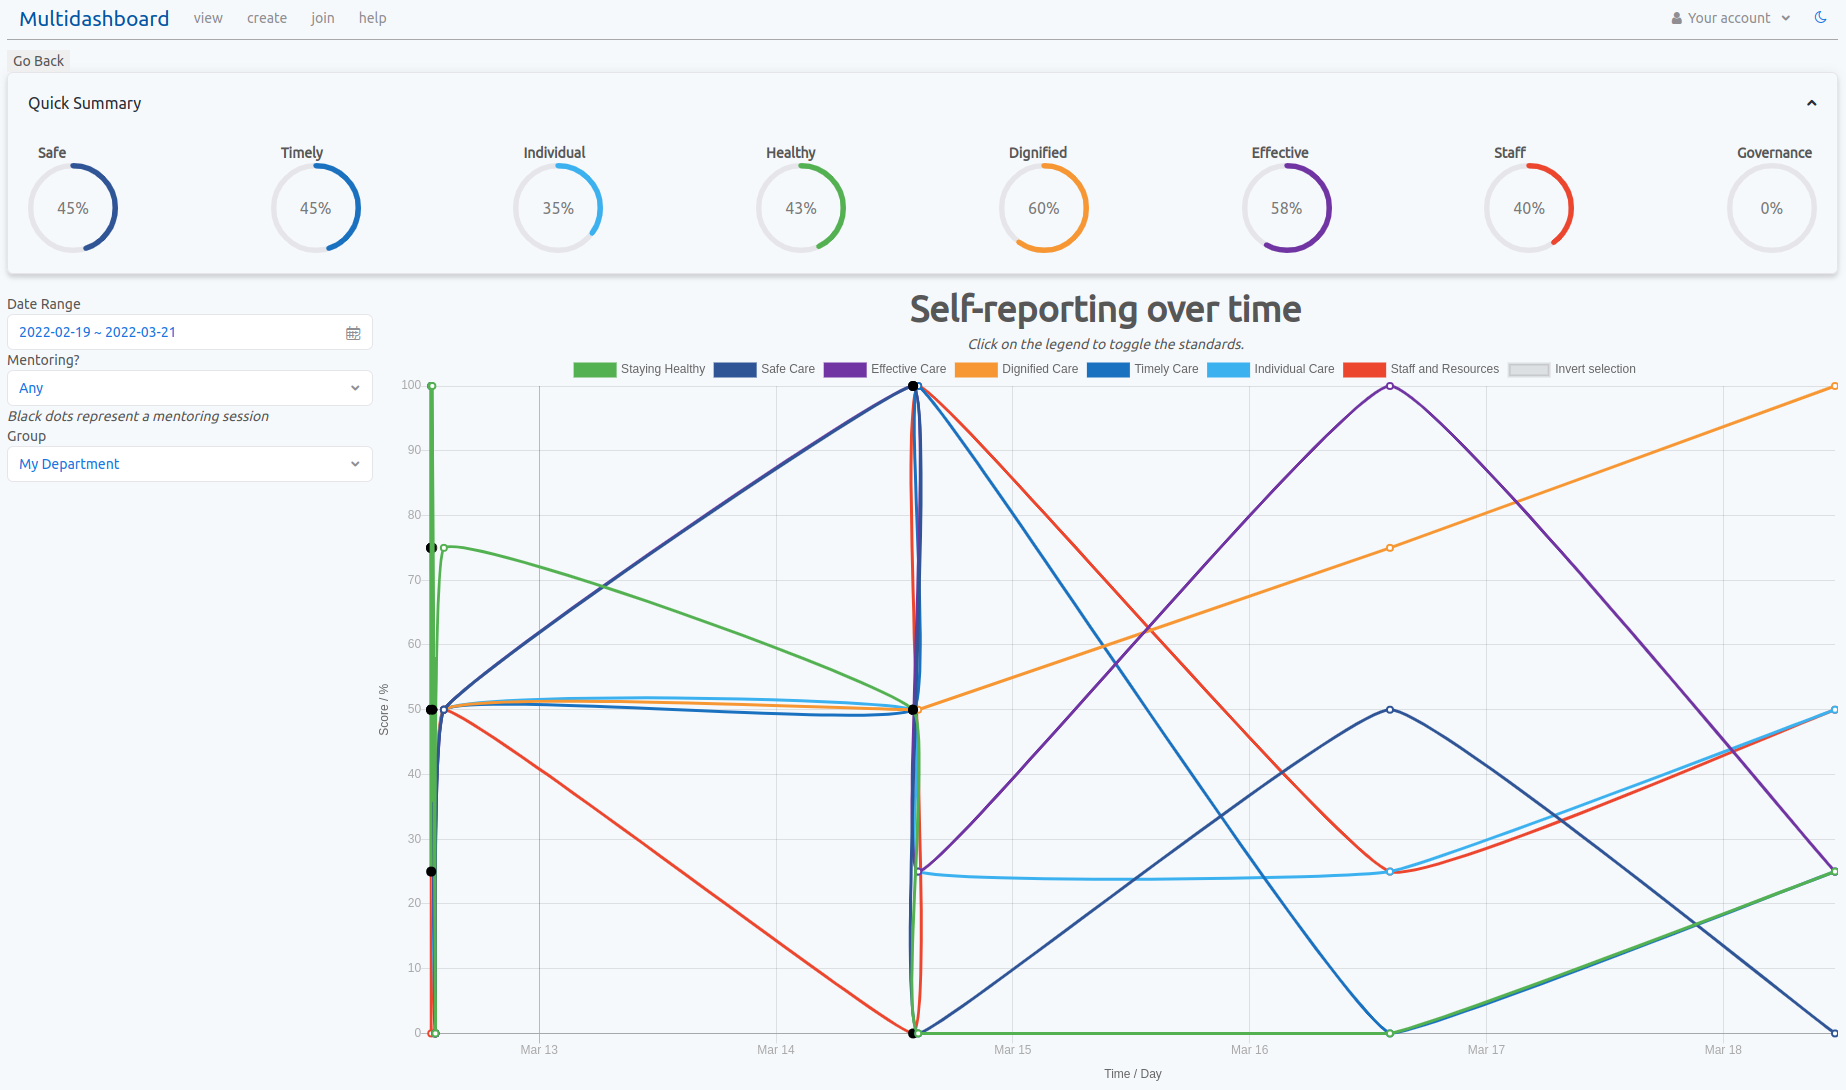 Multidashboard view create join help Your account
Go Back
Quick Summary
Safe Timely Individual Healthy Dignified Effective Staff Governance
45% 45% 35% 43% 60% 58% 40% 0%
Date Range
2022-02-19 ~ 2022-03-21
Mentoring?
Any
Black dots represent a mentoring session
Group
My Department
Self-reporting over time
Click on the legend to toggle the standards.
Staying Healthy Safe Care Effective Care Dignified Care Timely Care Individual Care Staff and Resources Invert selection
100
90
80
70
60
50
40
30
20
10
0
Score / %
Mar 13 Mar 14 Mar 15 Mar 16 Mar 17 Mar 18
Time / Day